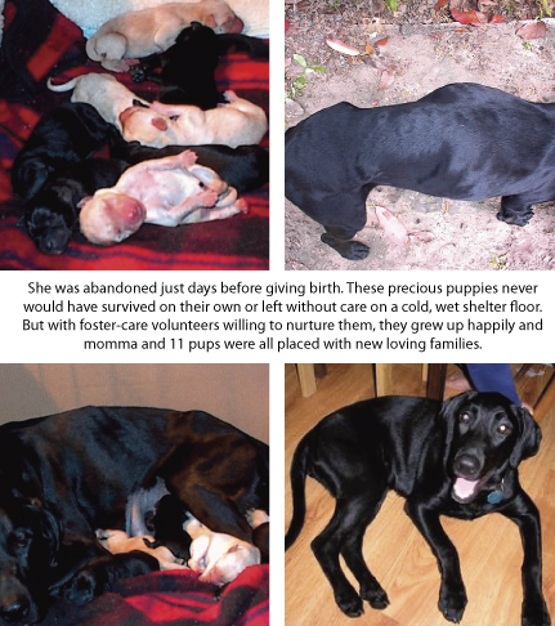 She was abandoned just days before giving birth. These precious puppies never
would have survived on their own or left without care on a cold, wet shelter floor.
But with foster-care volunteers willing to nurture them, they grew up happily and
momma and 11 pups were all placed with new loving families.